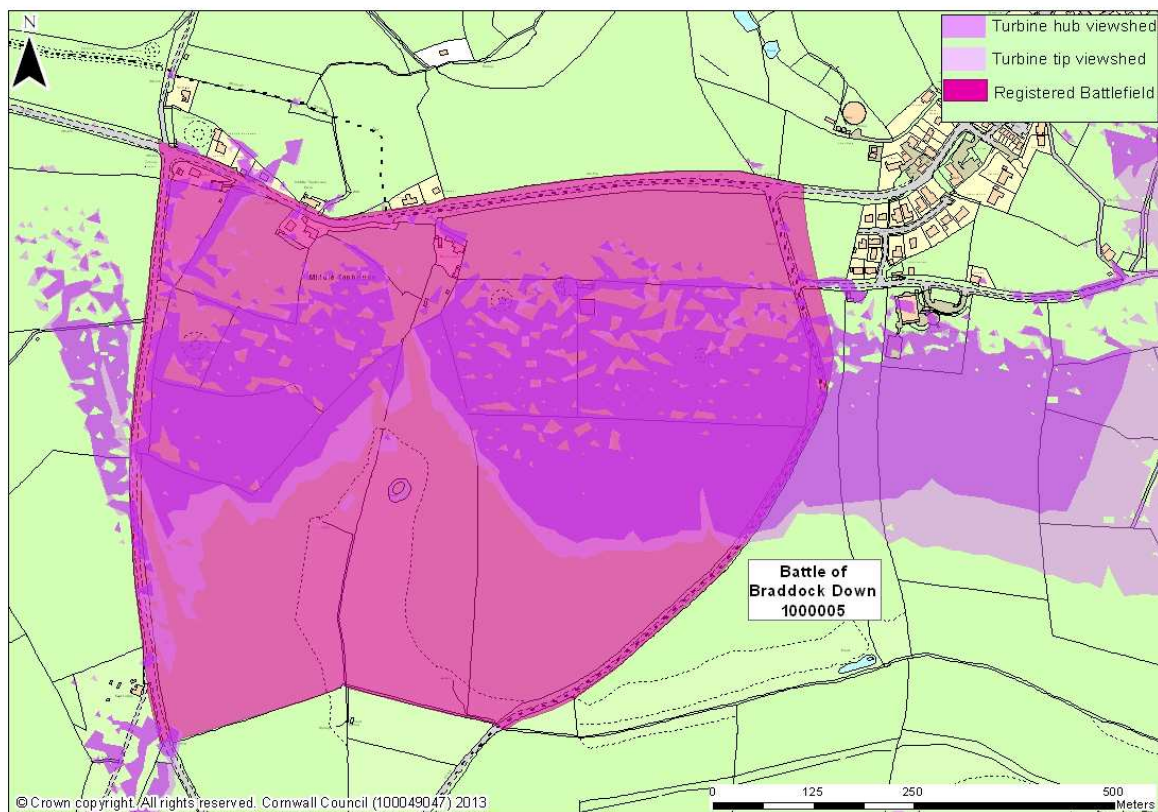 N
Turbine hub viewshed
Turbine tip viewshed
Registered Battlefield
Battle of
Braddock Down
1000005
© Crown copyright. All rights reserved. Cornwall Council (100049047) 2013
0 125 250 500
Meters